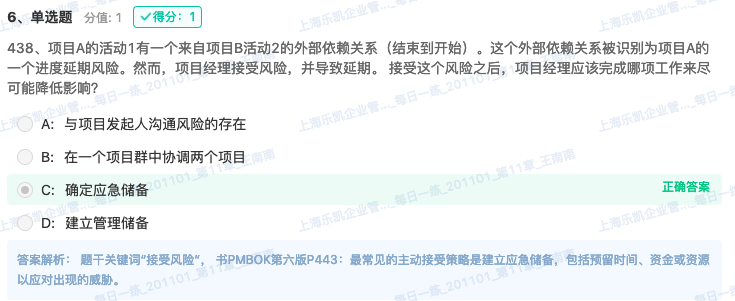 6、单选题 分值: 1 ✓得分: 1
438、项目A的活动1有一个来自项目B活动2的外部依赖关系（结束到开始）。这个外部依赖关系被识别为项目A的
一个进度延期风险。然而，项目经理接受风险，并导致延期。 接受这个风险之后， 项目经理应该完成哪项工作来尽
可能降低影响?
A: 与项目发起人沟通风险的存在
B: 在一个项目群中协调两个项目
C: 确定应急储备 正确答案
D: 建立管理储备
答案解析: 题干关键词“接受风险”， 书PMBOK第六版P443：最常见的主动接受策略是建立应急储备，包括预留时间、资金或资源
以应对出现的威胁。
上海乐凯企业管..._每日一练_201101_第11章_王南南